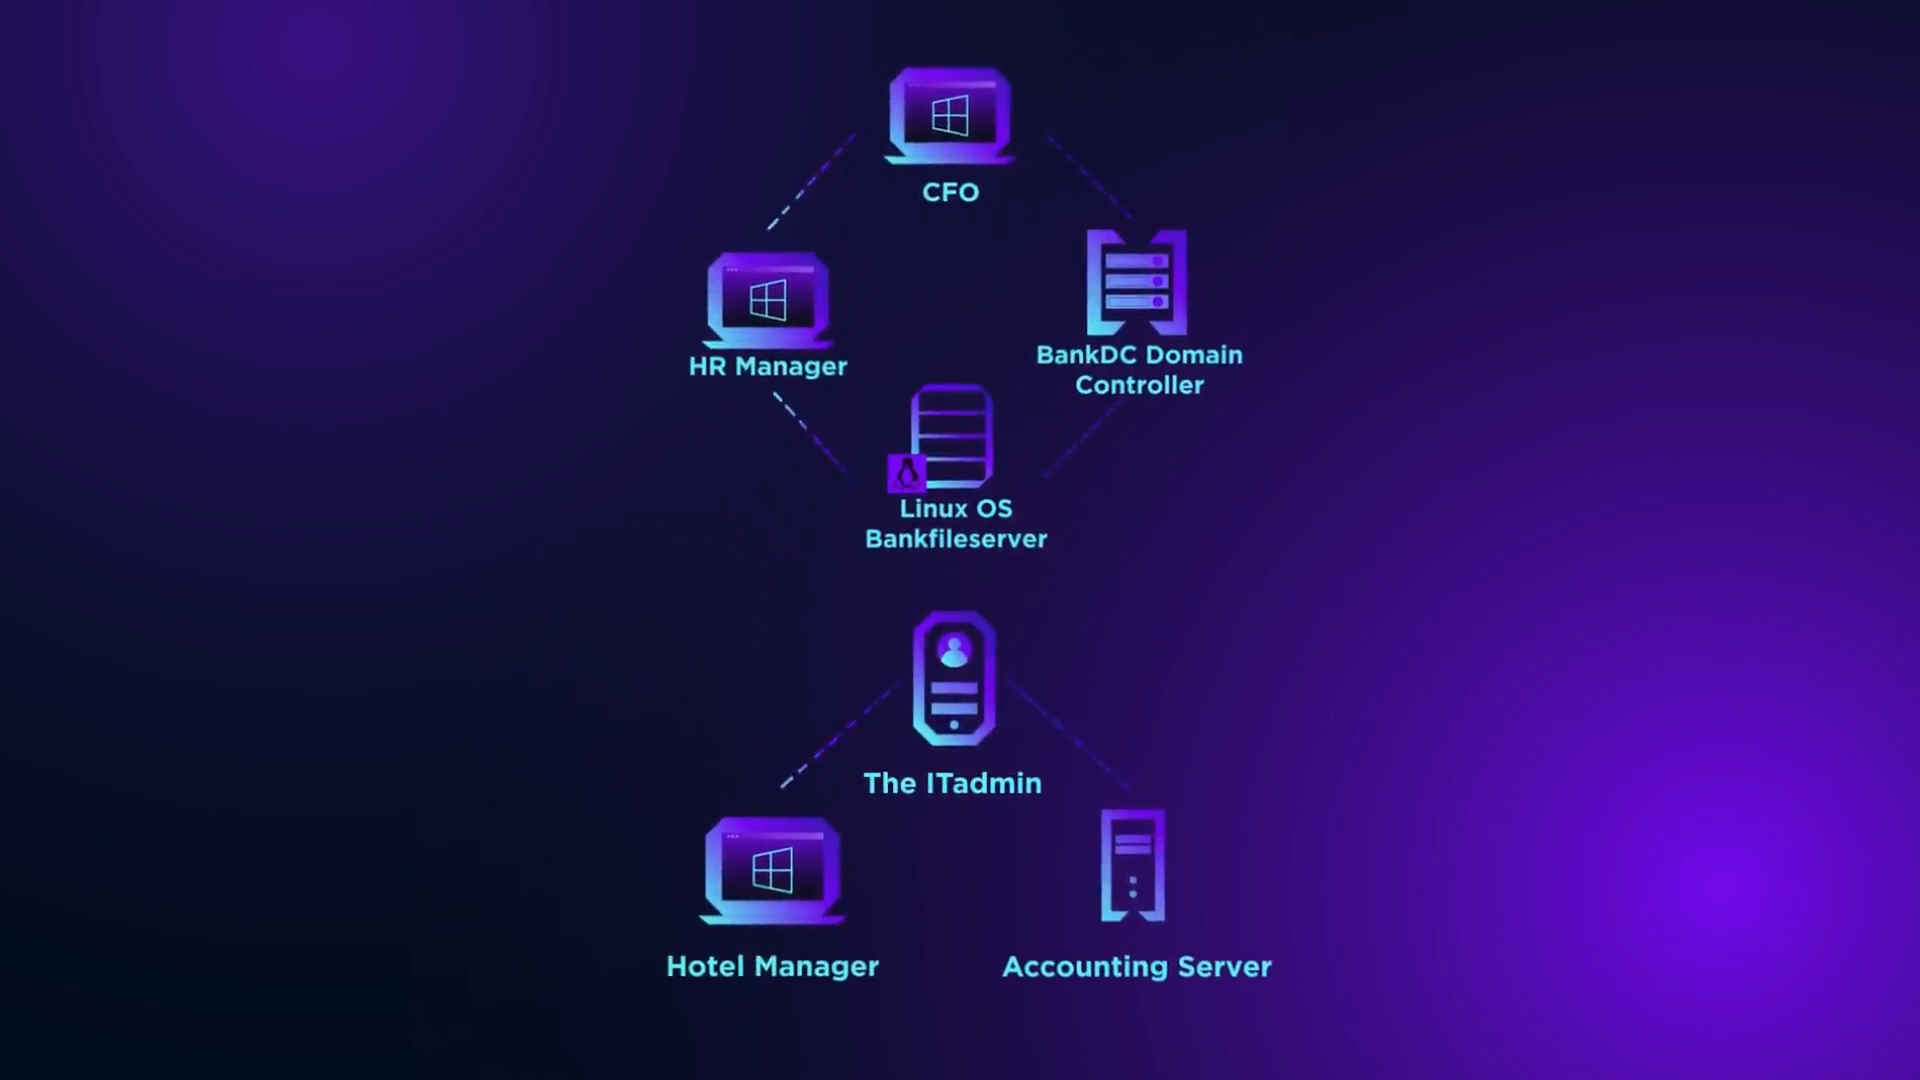 CFO
HR Manager
BankDC Domain
Controller
Linux OS
Bankfileserver
The ITadmin
Hotel Manager
Accounting Server